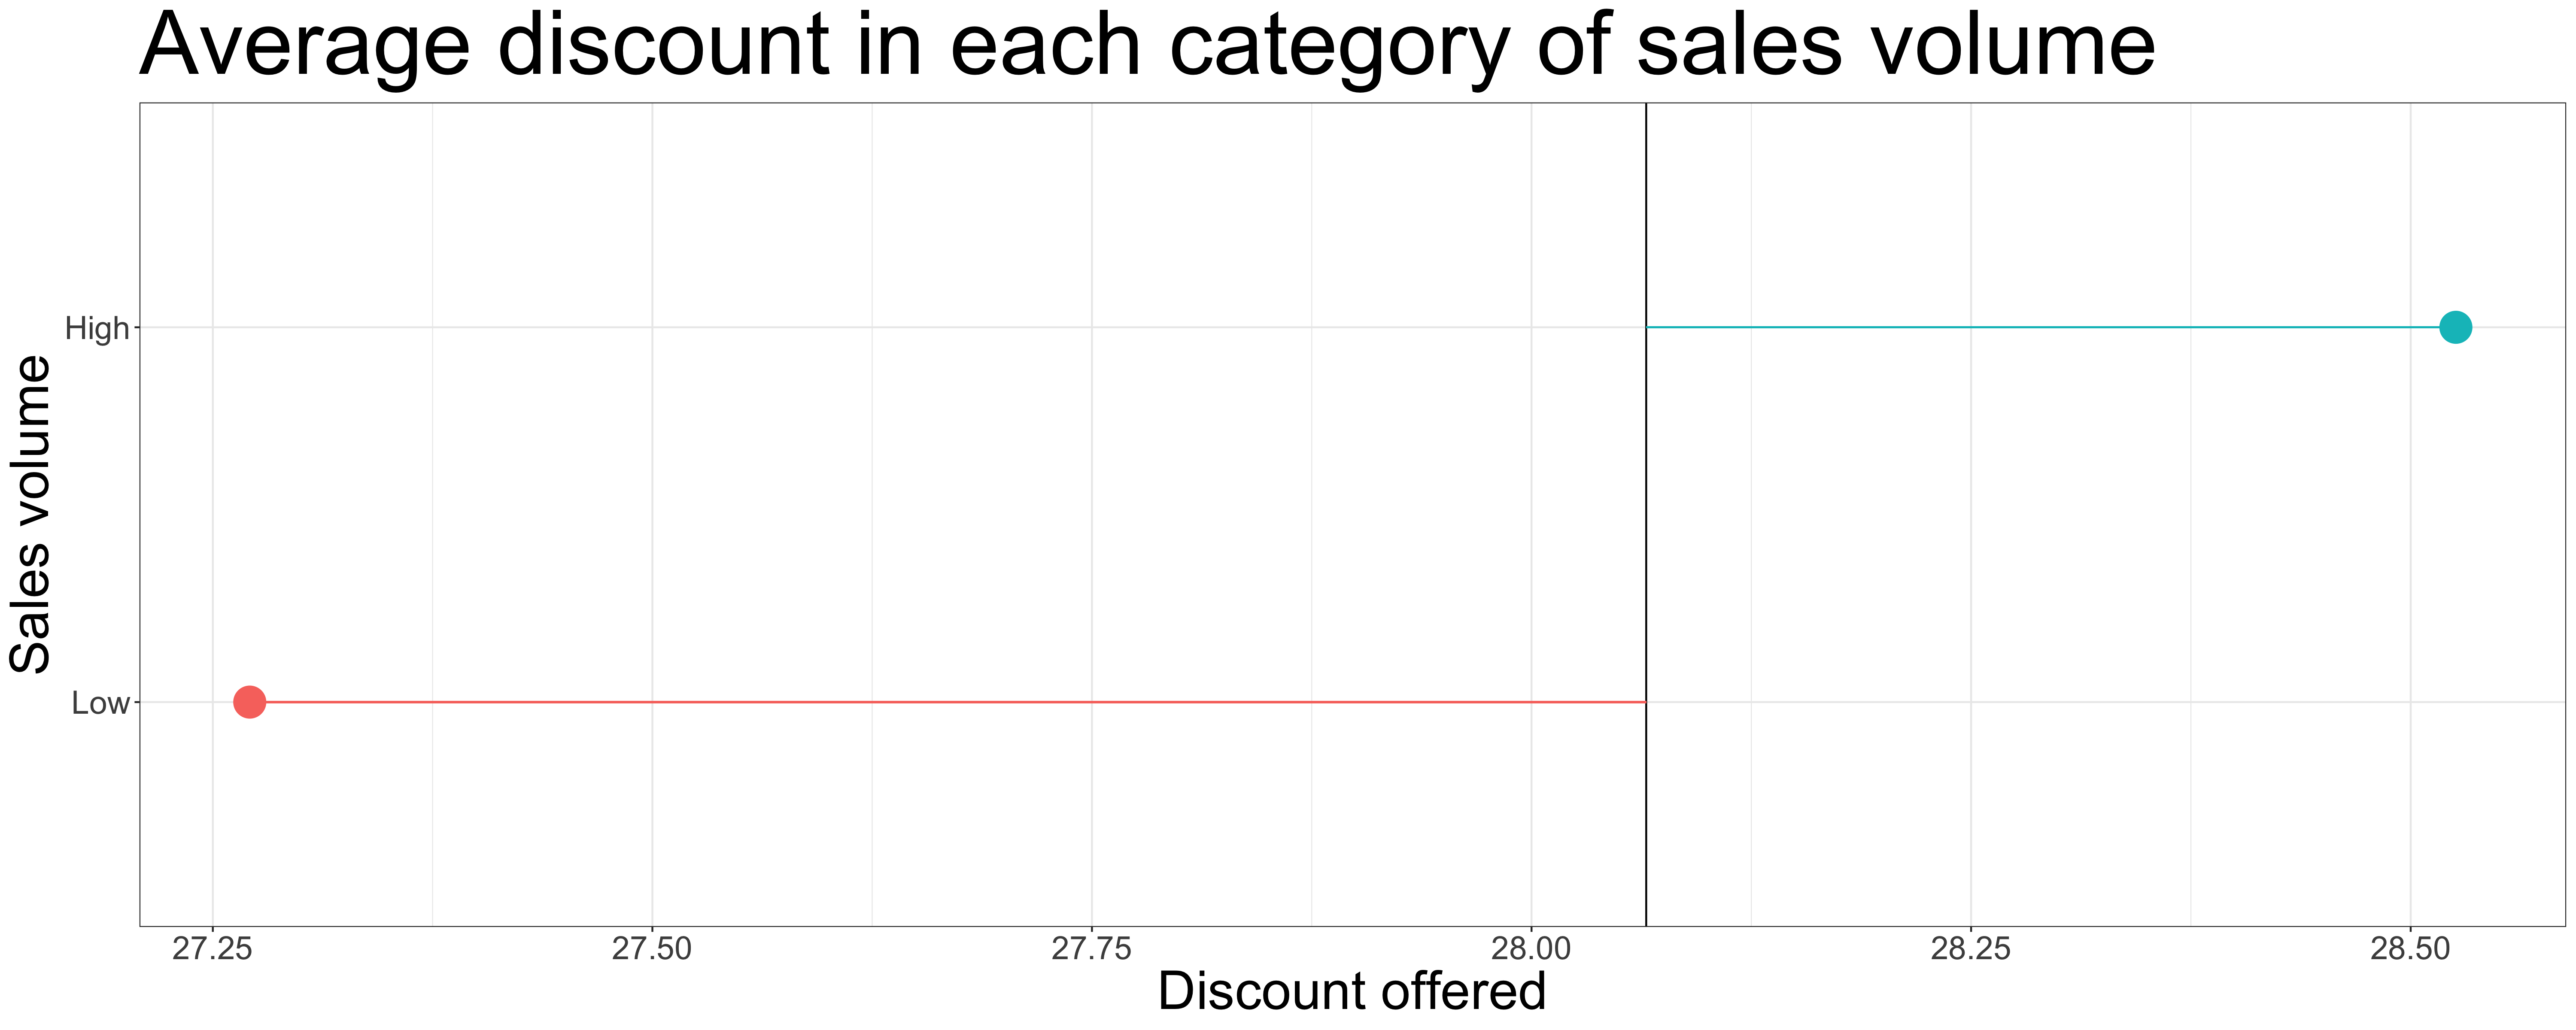 Average discount in each category of sales volume
Sales volume
High
Low
27.25 27.50 27.75 28.00 28.25 28.50
Discount offered